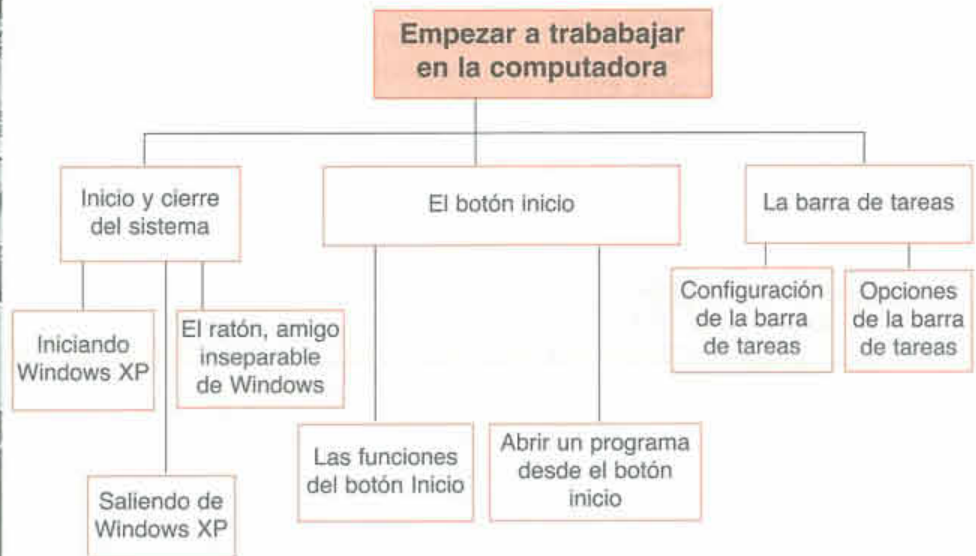 Empezar a trababajar
en la computadora
Inicio y cierre
del sistema
El botón inicio
La barra de tareas
Iniciando
Windows XP
El ratón, amigo
inseparable
de Windows
Saliendo de
Windows XP
Las funciones
del botón Inicio
Abrir un programa
desde el botón
inicio
Configuración
de la barra
de tareas
Opciones
de la barra
de tareas